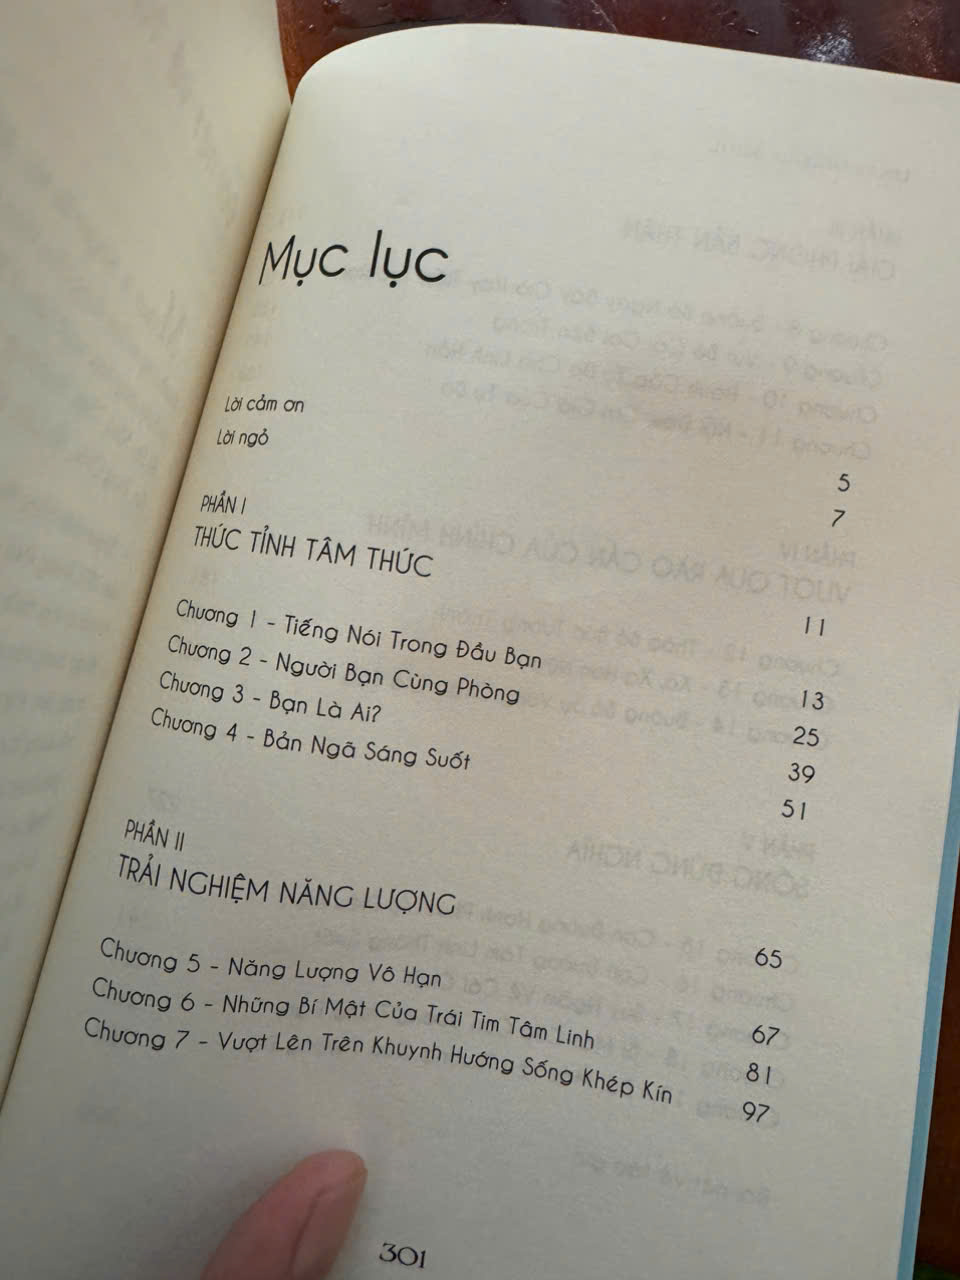 Mục lục
Lời cảm ơn 5
Lời ngỏ 7
PHẦN I
THỨC TỈNH TÂM THỨC 11
Chương 1 - Tiếng Nói Trong Đầu Bạn 13
Chương 2 - Người Bạn Cùng Phòng 25
Chương 3 - Bạn Là Ai? 39
Chương 4 - Bản Ngã Sáng Suốt 51
PHẦN II
TRẢI NGHIỆM NĂNG LƯỢNG 65
Chương 5 - Năng Lượng Vô Hạn 67
Chương 6 - Những Bí Mật Của Trái Tim Tâm Linh 81
Chương 7 - Vượt Lên Trên Khuynh Hướng Sống Khép Kín 97
301